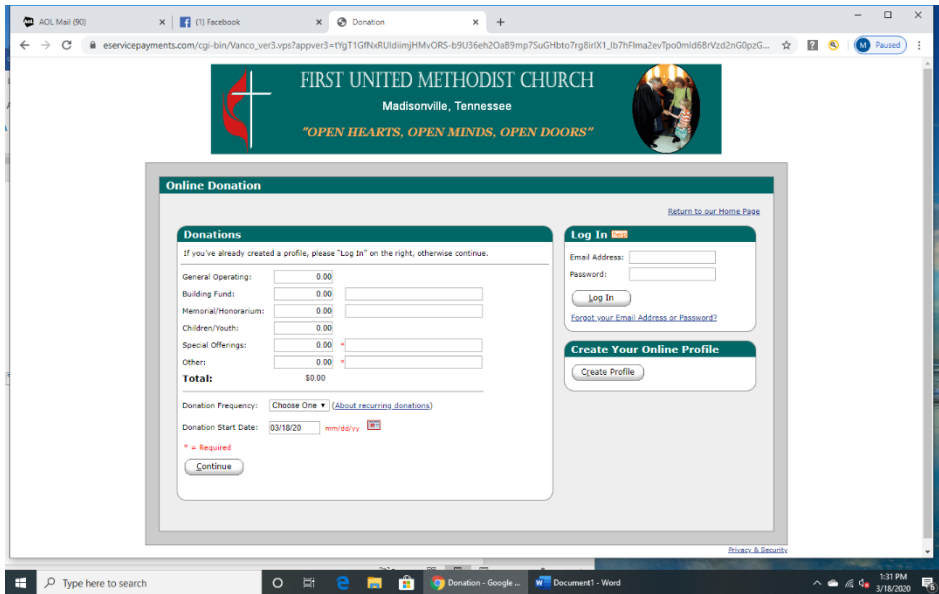 AOL Mail (90)
(1) Facebook
Donation
eservicepayments.com/cgi-bin/Vanco_ver3.vps?appver3=
Paused
FIRST UNITED METHODIST CHURCH
Madisonville, Tennessee
"OPEN HEARTS, OPEN MINDS, OPEN DOORS"
Online Donation
Return to our Home Page
Donations
If you've already created a profile, please "Log In" on the right, otherwise continue.
General Operating: 0.00
Building Fund: 0.00
Memorial/Honorarium: 0.00
Children/Youth: 0.00
Special Offerings: 0.00 *
Other: 0.00 *
Total: $0.00
Donation Frequency: Choose One (About recurring donations)
Donation Start Date: 03/18/20 mm/dd/yy
* = Required
Continue
Log In help
Email Address:
Password:
Log In
Forgot your Email Address or Password?
Create Your Online Profile
Create Profile
Privacy & Security
Type here to search
Donation - Google ...
Document1 - Word
1:31 PM
3/18/2020